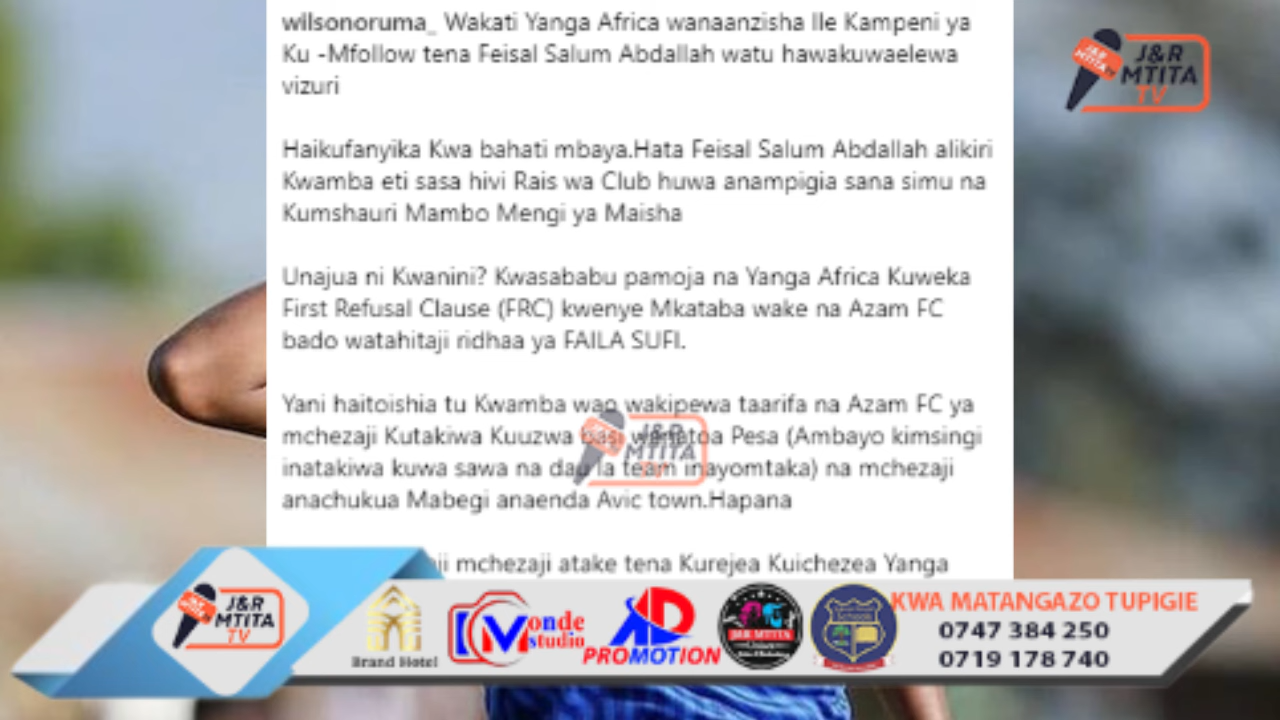 wilsonoruma_ Wakati Yanga Africa wanaanzisha Ile Kampeni ya
Ku -Mfollow tena Feisal Salum Abdallah watu hawakuwaelewa
vizuri
Haikufanyika Kwa bahati mbaya.Hata Feisal Salum Abdallah alikiri
Kwamba eti sasa hivi Rais wa Club huwa anampigia sana simu na
Kumshauri Mambo Mengi ya Maisha
Unajua ni Kwanini? Kwasababu pamoja na Yanga Africa Kuweka
First Refusal Clause (FRC) kwenye Mkataba wake na Azam FC
bado watahitaji ridhaa ya FAILA SUFI.
Yani haitoishia tu Kwamba wao wakipewa taarifa na Azam FC ya
mchezaji Kutakiwa Kuuzwa basi wanatoa Pesa (Ambayo kimsingi
inatakiwa kuwa sawa na dau la team inayomtaka) na mchezaji
anachukua Mabegi anaenda Avic town.Hapana
mchezaji atake tena Kurejea Kuichezea Yanga
J&R
MTITA
TV
J&R
MTITA
TV
J&R
MTITA
TV
Brand Hotel
Monde
studio
AD
PROMOTION
J&R MTITA
KWA MATANGAZO TUPIGIE
0747 384 250
0719 178 740